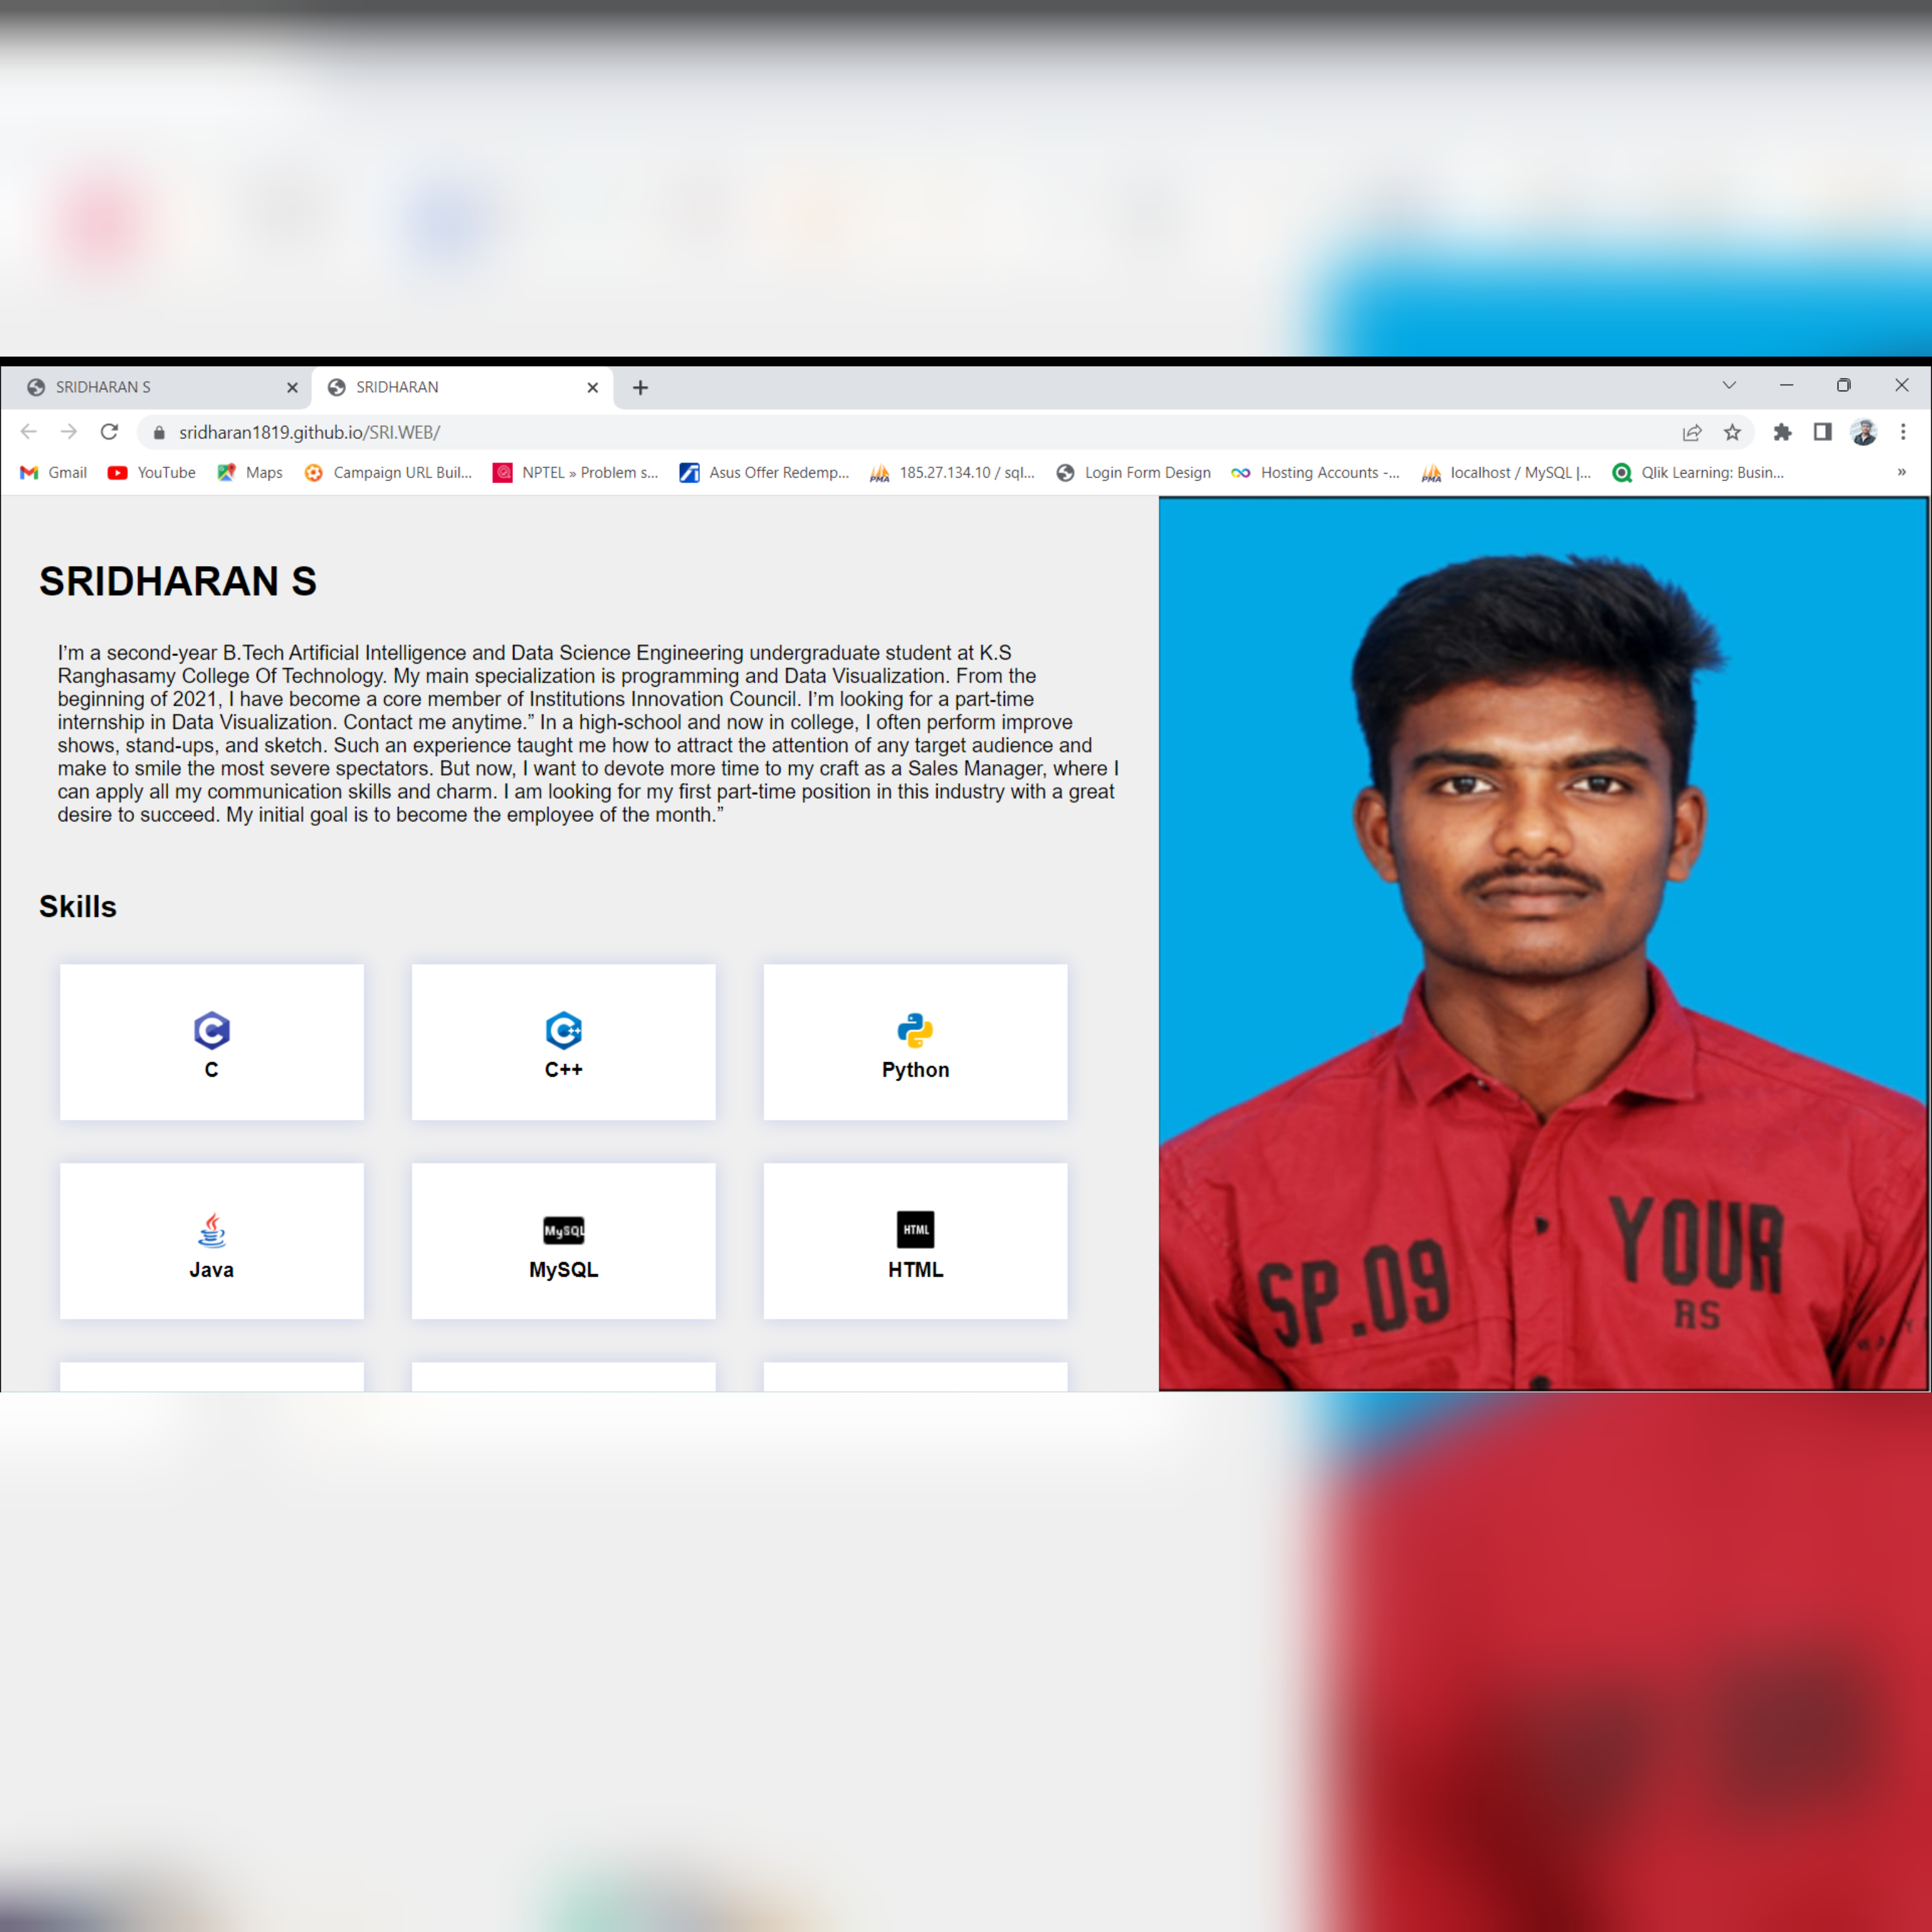 SRIDHARAN S
SRIDHARAN
sridharan1819.github.io/SRI.WEB/
Gmail YouTube Maps Campaign URL Buil... NPTEL » Problem s... Asus Offer Redemp... PMA 185.27.134.10 / sql... Login Form Design Hosting Accounts -... PMA localhost / MySQL |... Qlik Learning: Busin... »
SRIDHARAN S
I'm a second-year B.Tech Artificial Intelligence and Data Science Engineering undergraduate student at K.S
Ranghasamy College Of Technology. My main specialization is programming and Data Visualization. From the
beginning of 2021, I have become a core member of Institutions Innovation Council. I'm looking for a part-time
internship in Data Visualization. Contact me anytime.” In a high-school and now in college, I often perform improve
shows, stand-ups, and sketch. Such an experience taught me how to attract the attention of any target audience and
make to smile the most severe spectators. But now, I want to devote more time to my craft as a Sales Manager, where I
can apply all my communication skills and charm. I am looking for my first part-time position in this industry with a great
desire to succeed. My initial goal is to become the employee of the month.”
Skills
C
C++
Python
MySQL
HTML
Java
MySQL
HTML
SP.09
YOUR
RS